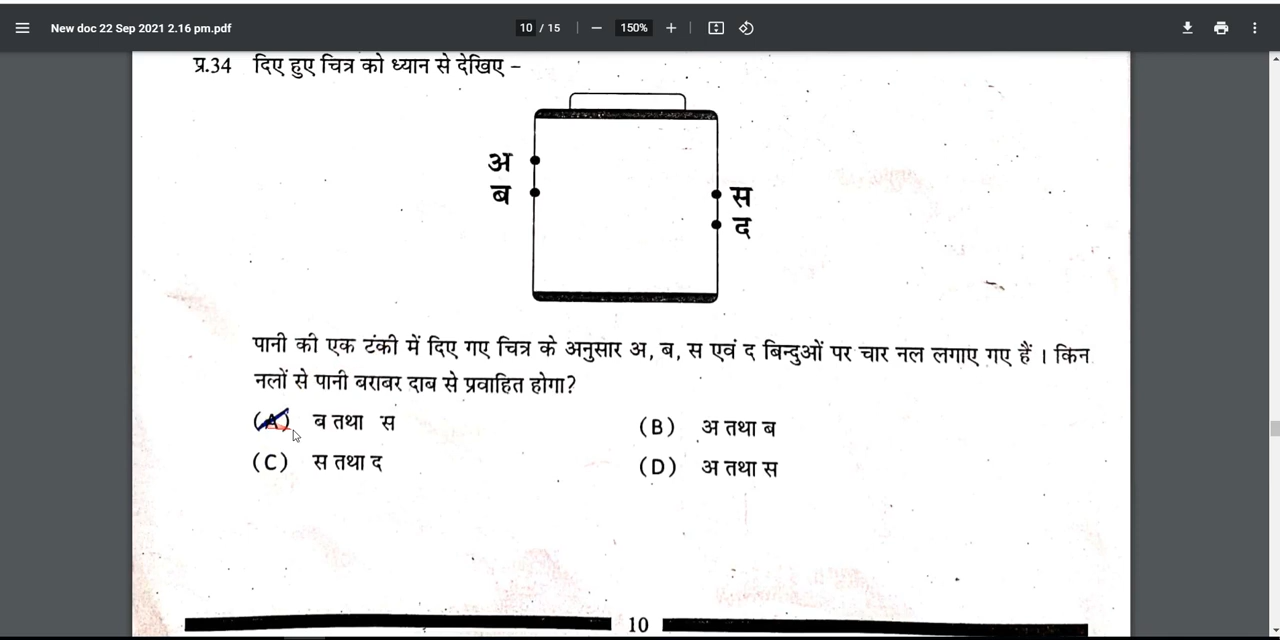 New doc 22 Sep 2021 2.16 pm.pdf 10 / 15 150%
प्र.34 दिए हुए चित्र को ध्यान से देखिए –
अ
ब स
द
पानी की एक टंकी में दिए गए चित्र के अनुसार अ, ब, स एवं द बिन्दुओं पर चार नल लगाए गए हैं । किन
नलों से पानी बराबर दाब से प्रवाहित होगा?
(A) ब तथा स (B) अ तथा ब
(C) स तथा द (D) अ तथा स
10